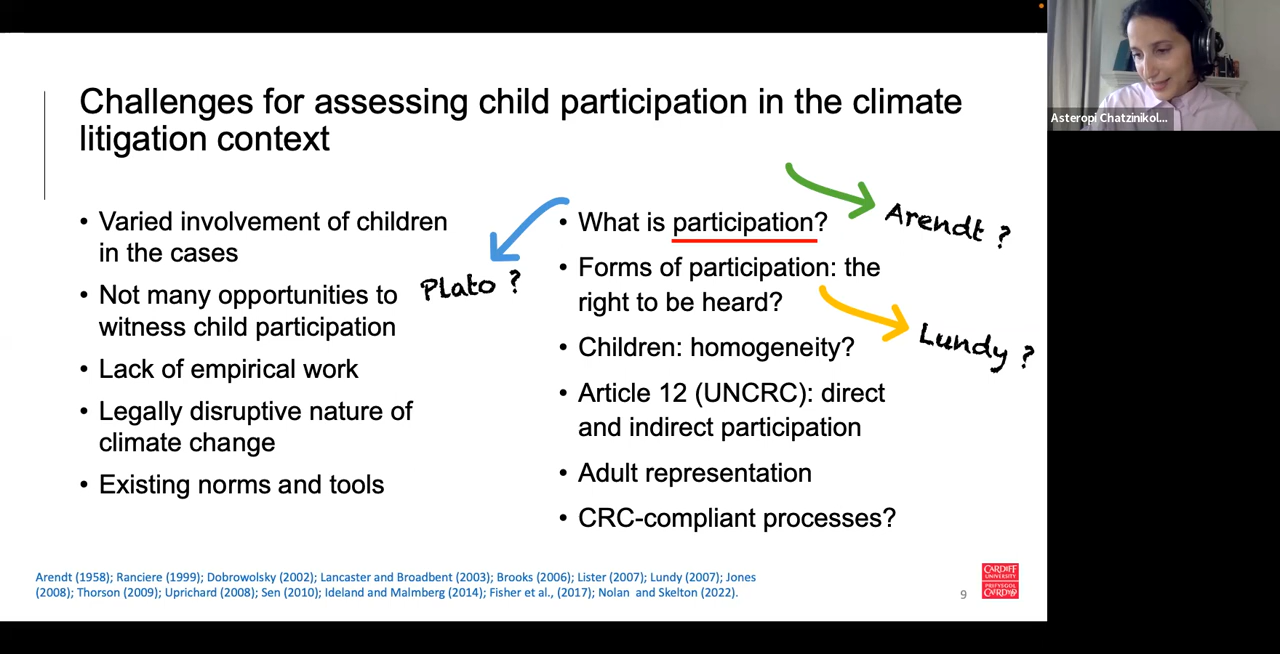 Challenges for assessing child participation in the climate
litigation context
Varied involvement of children
in the cases
Not many opportunities to
witness child participation
Lack of empirical work
Legally disruptive nature of
climate change
Existing norms and tools
Plato ?
What is participation?
Arendt ?
Forms of participation: the
right to be heard?
Lundy ?
Children: homogeneity?
Article 12 (UNCRC): direct
and indirect participation
Adult representation
CRC-compliant processes?
Arendt (1958); Ranciere (1999); Dobrowolsky (2002); Lancaster and Broadbent (2003); Brooks (2006); Lister (2007); Lundy (2007); Jones
(2008); Thorson (2009); Uprichard (2008); Sen (2010); Ideland and Malmberg (2014); Fisher et al., (2017); Nolan and Skelton (2022).
9
CARDIFF
UNIVERSITY
PRIFYSGOL
CAERDYDD
Asteropi Chatzinikol...